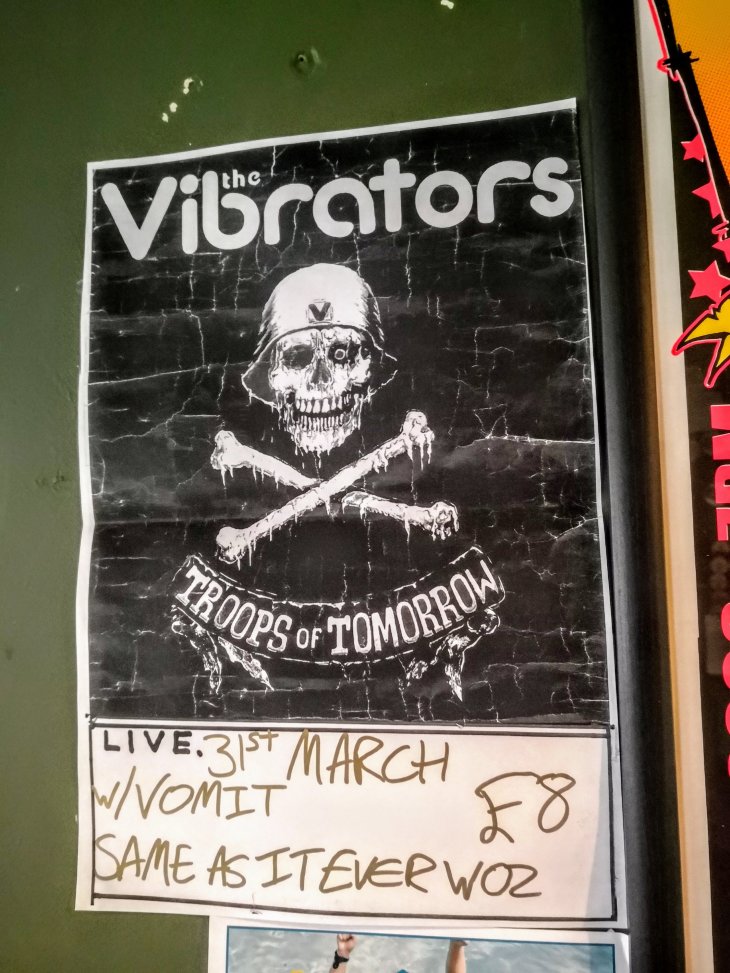 the
Vibrators
V
TROOPS OF TOMORROW
LIVE. 31ST MARCH
W/VOMIT
£8
SAME AS IT EVER WOZ